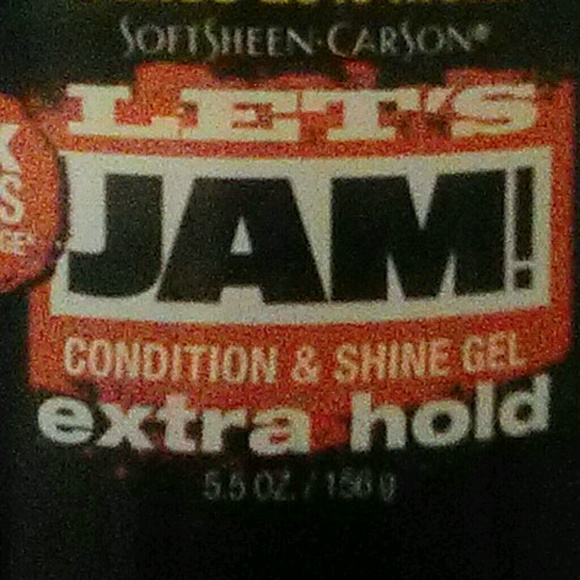 SOFTSHEEN·CARSON®
LET'S
JAM!
CONDITION & SHINE GEL
extra hold
5.5 OZ. / 156 g